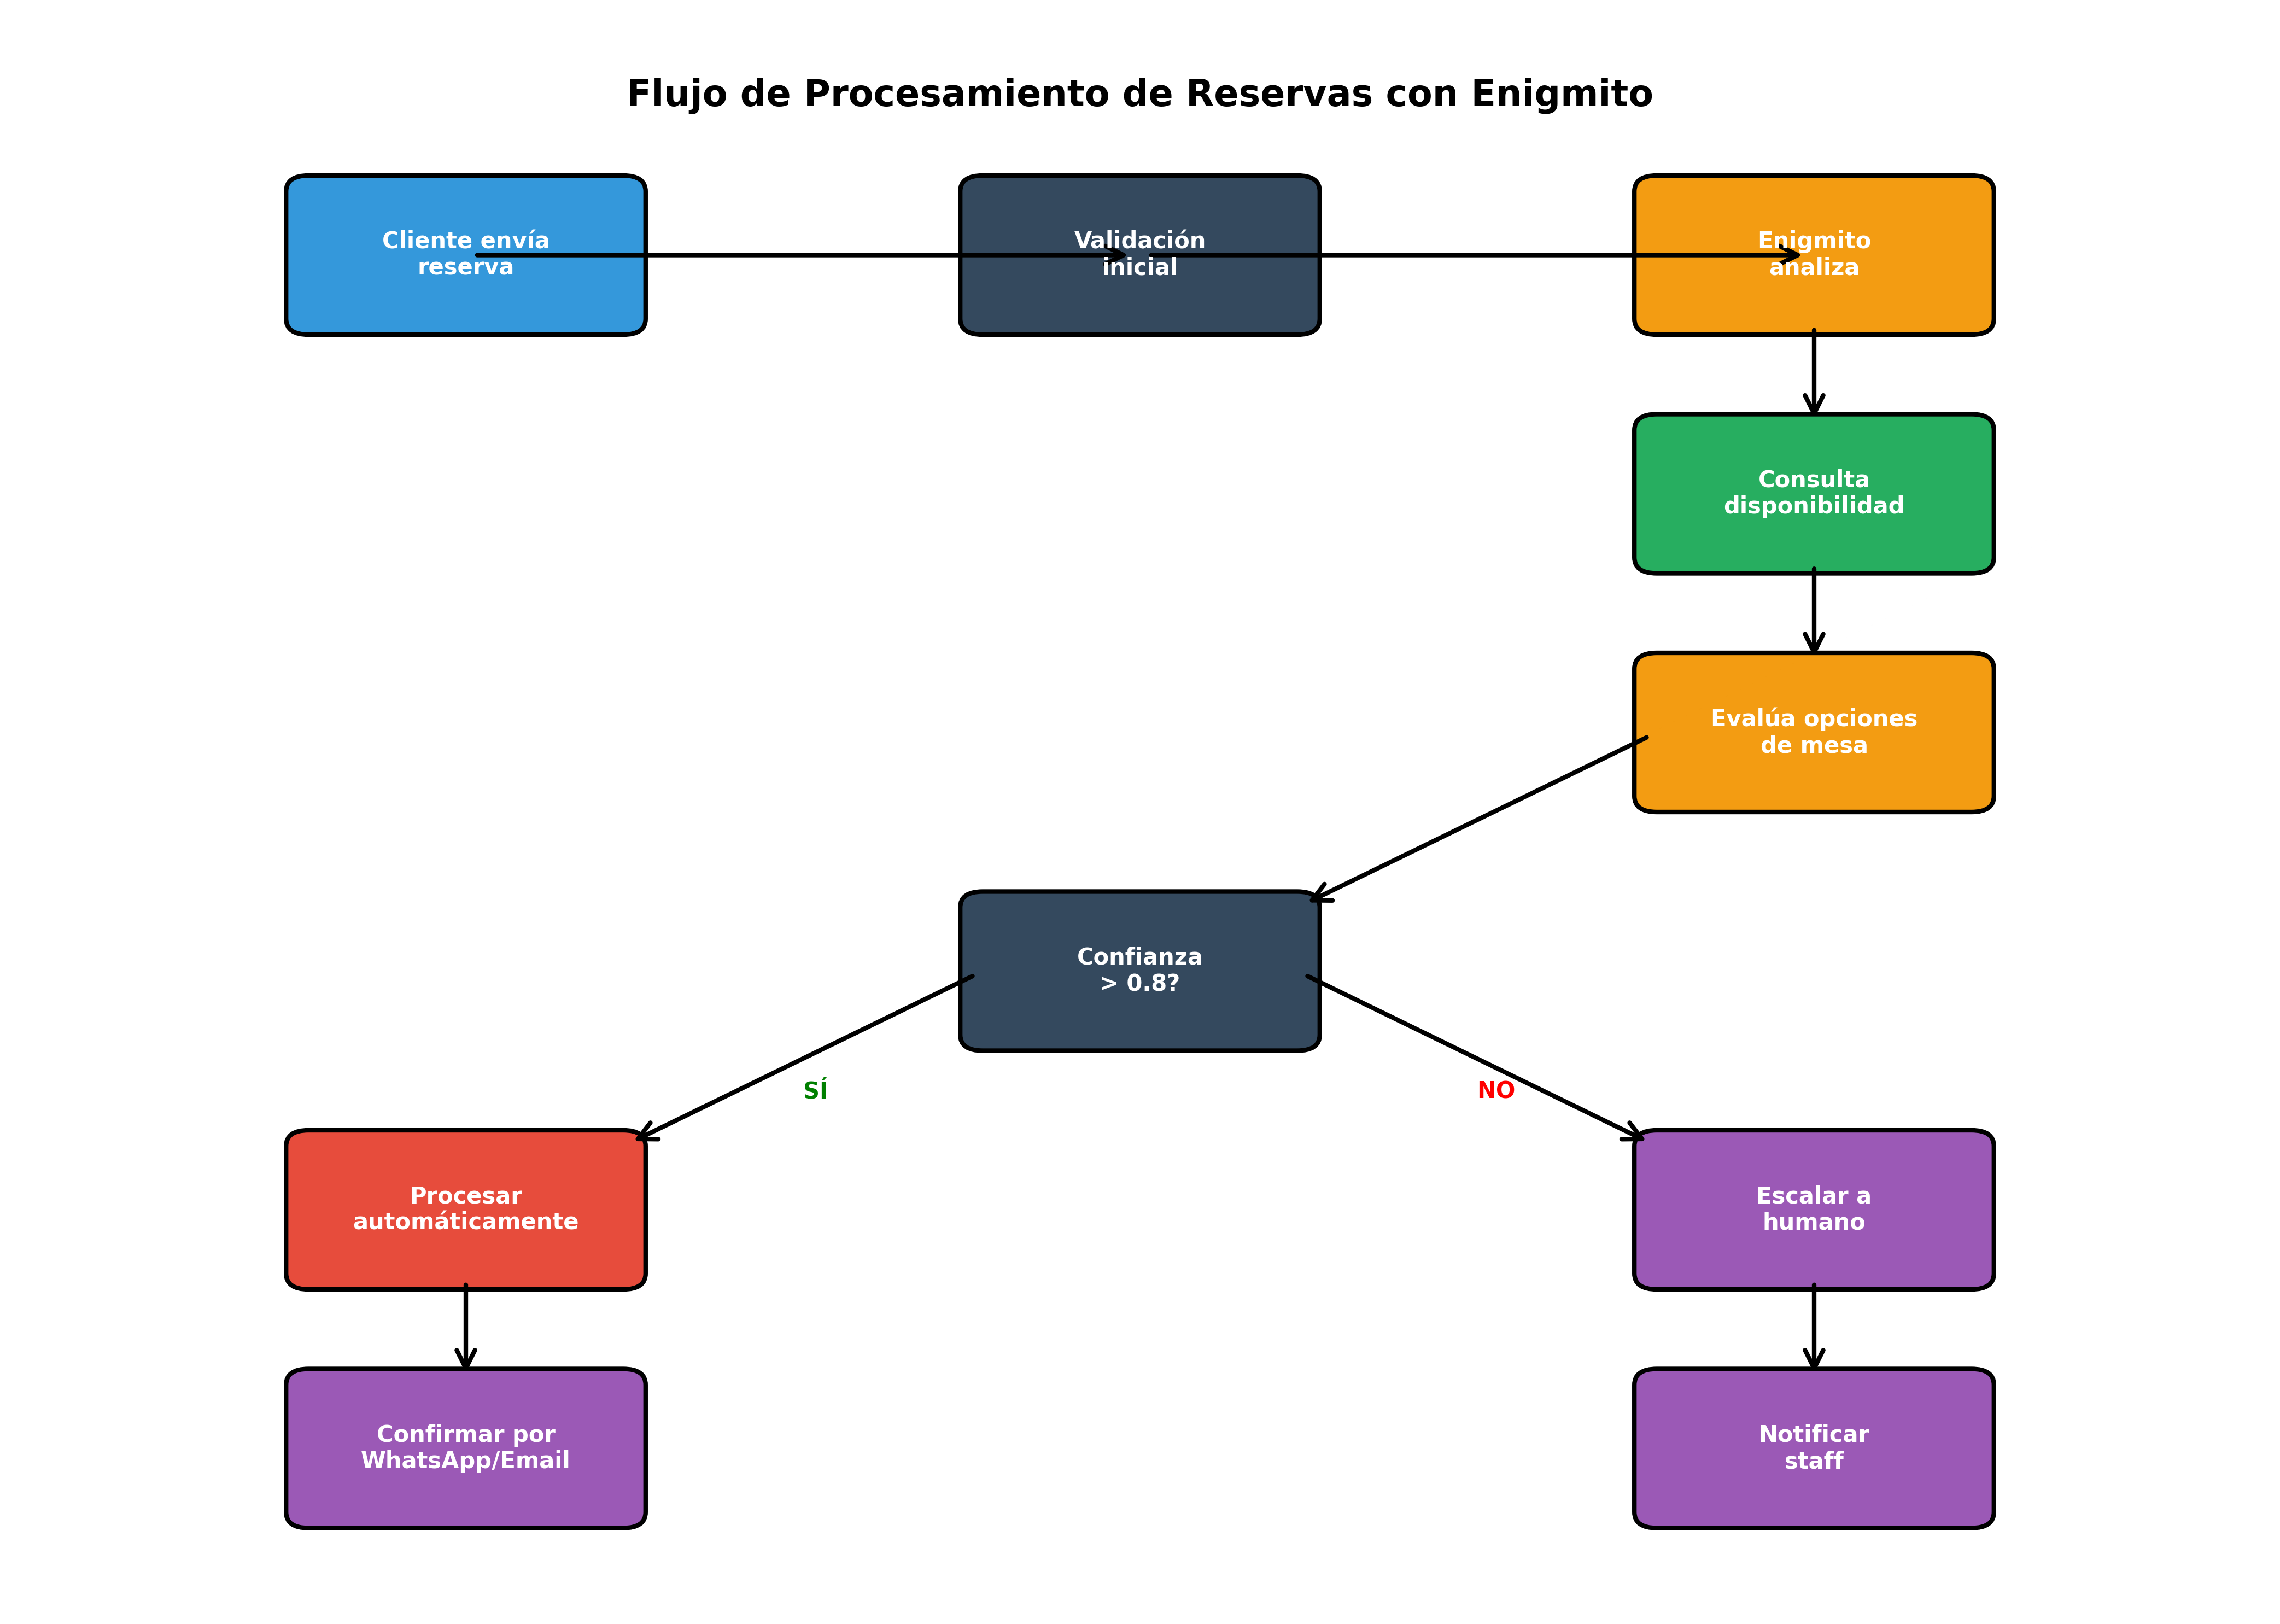 Flujo de Procesamiento de Reservas con Enigmito
Cliente envía
reserva
Validación
inicial
Enigmito
analiza
Consulta
disponibilidad
Evalúa opciones
de mesa
Confianza
> 0.8?
SÍ
NO
Procesar
automáticamente
Escalar a
humano
Confirmar por
WhatsApp/Email
Notificar
staff